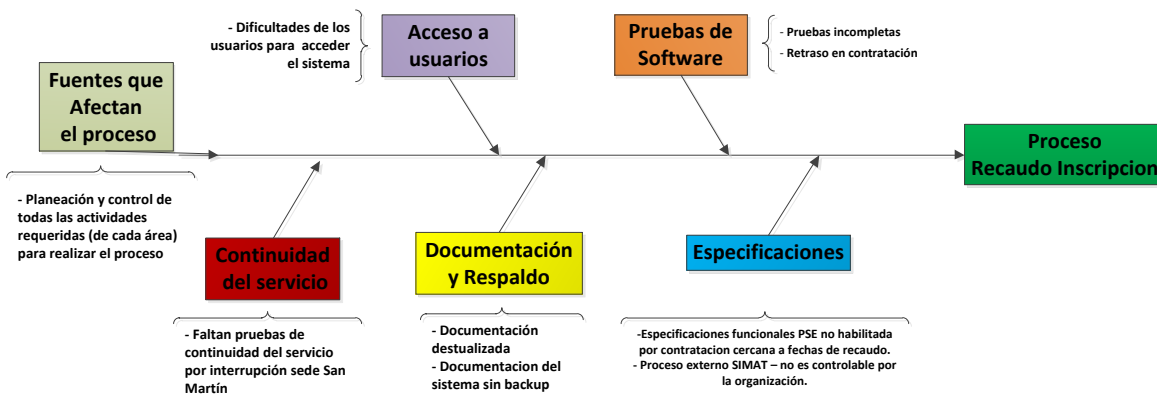 - Dificultades de los
usuarios para acceder
el sistema
Acceso a
usuarios
Pruebas de
Software
- Pruebas incompletas
- Retraso en contratación
Fuentes que
Afectan
el proceso
Proceso
Recaudo Inscripcion
- Planeación y control de
todas las actividades
requeridas (de cada área)
para realizar el proceso
Continuidad
del servicio
Documentación
y Respaldo
Especificaciones
- Faltan pruebas de
continuidad del servicio
por interrupción sede San
Martín
- Documentación
destualizada
- Documentacion del
sistema sin backup
-Especificaciones funcionales PSE no habilitada
por contratacion cercana a fechas de recaudo.
- Proceso externo SIMAT – no es controlable por
la organización.